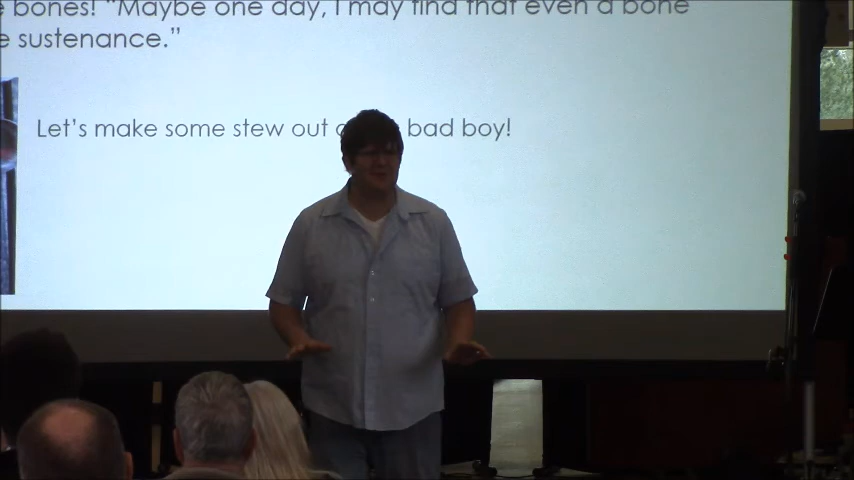 bones! “Maybe one day, I may find that even a bone
sustenance.”
Let’s make some stew out bad boy!